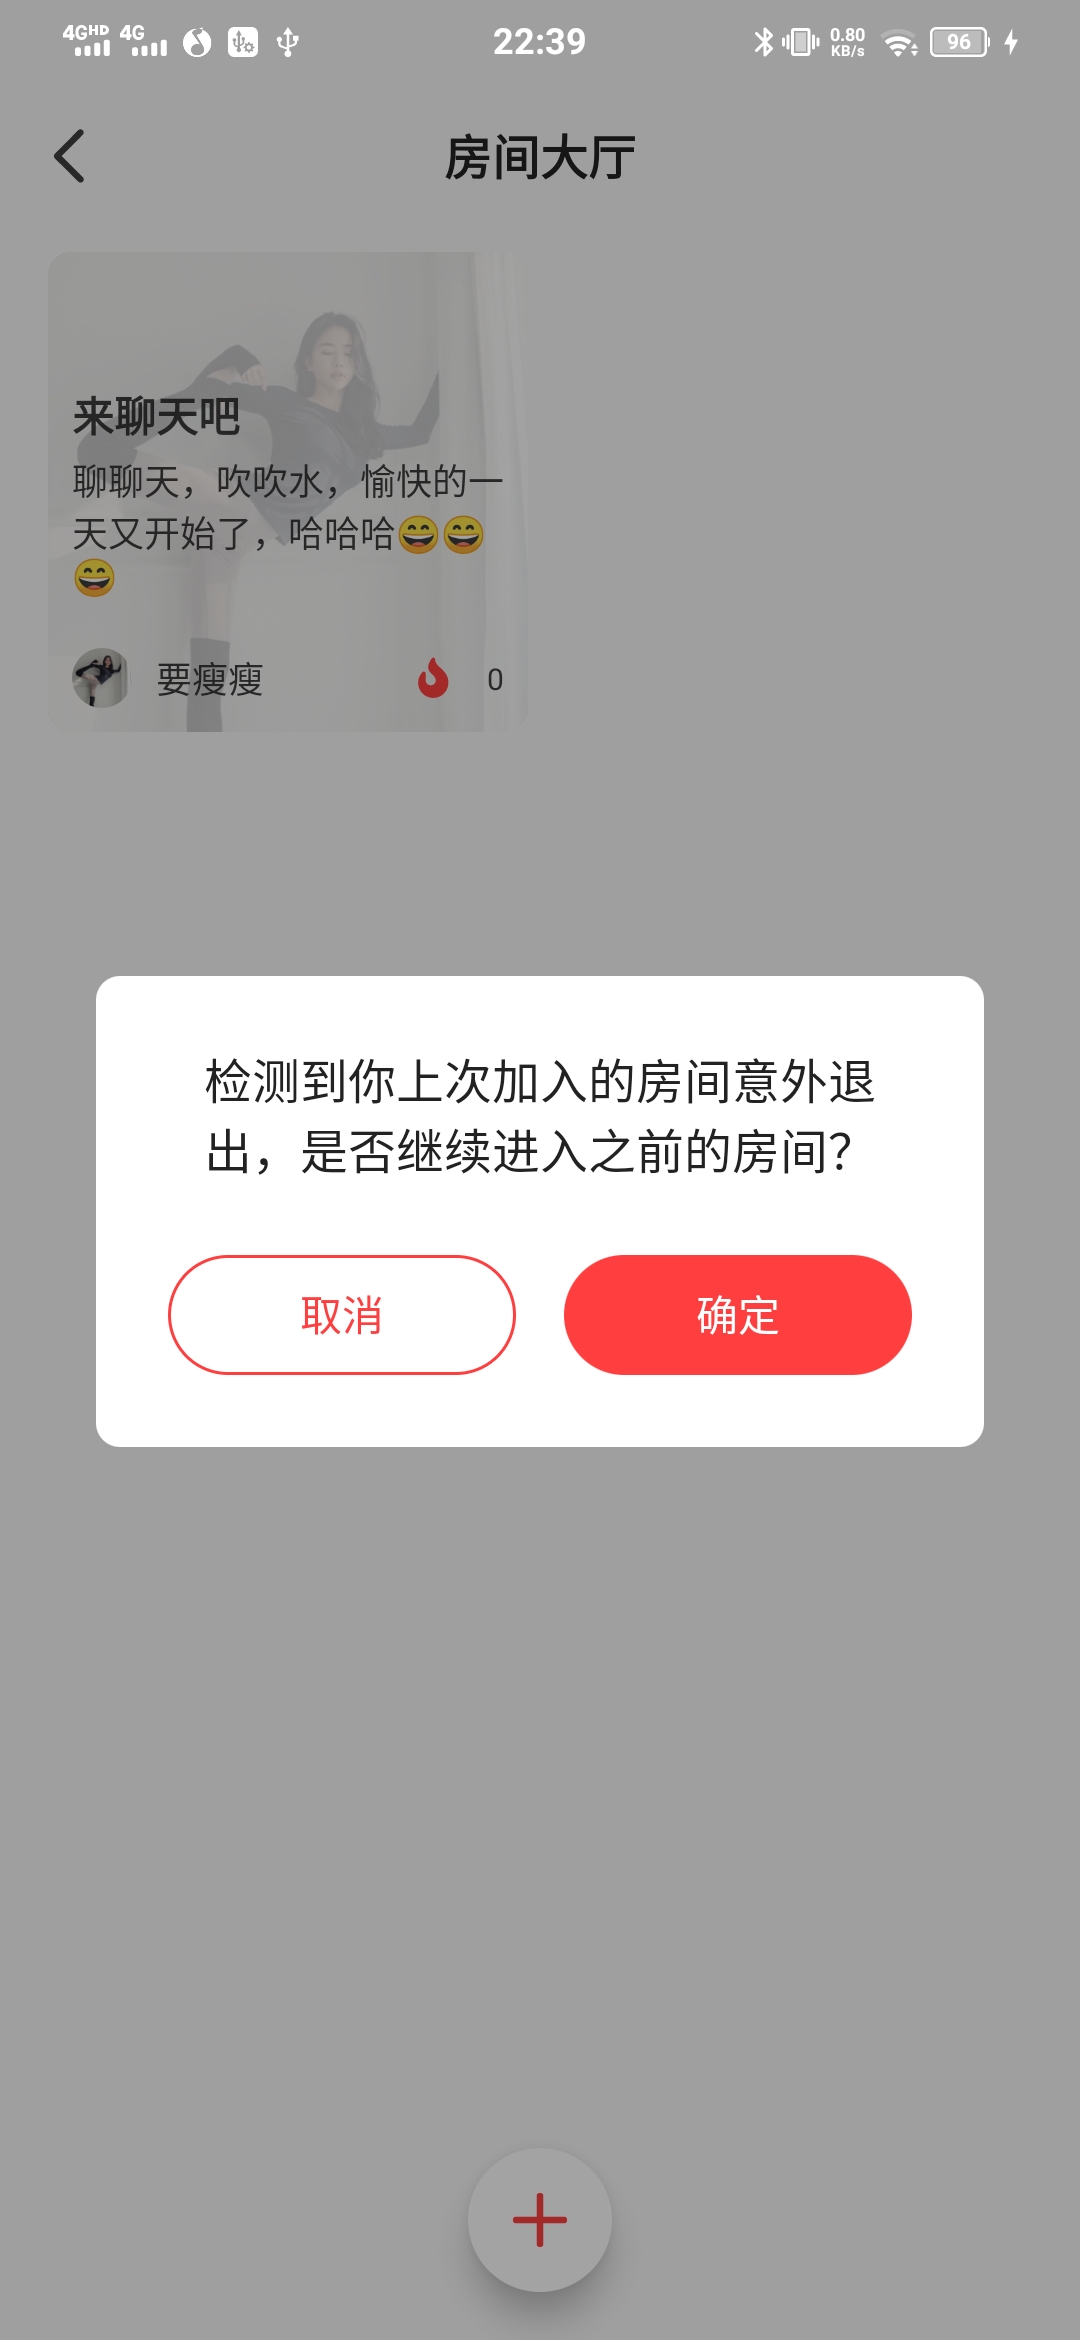 4GHD 4G 22:39 0.80 KB/s 96
房间大厅
来聊天吧
聊聊天，吹吹水，愉快的一
天又开始了，哈哈哈😄😄
😄
要瘦瘦 0
检测到你上次加入的房间意外退
出，是否继续进入之前的房间？
取消 确定